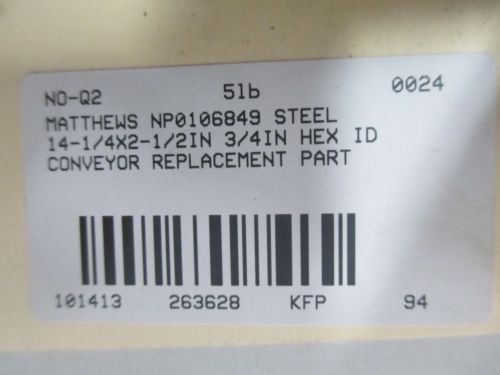 NO-Q2 5lb 0024
MATTHEWS NP0106849 STEEL
14-1/4X2-1/2IN 3/4IN HEX ID
CONVEYOR REPLACEMENT PART
101413 263628 KFP 94